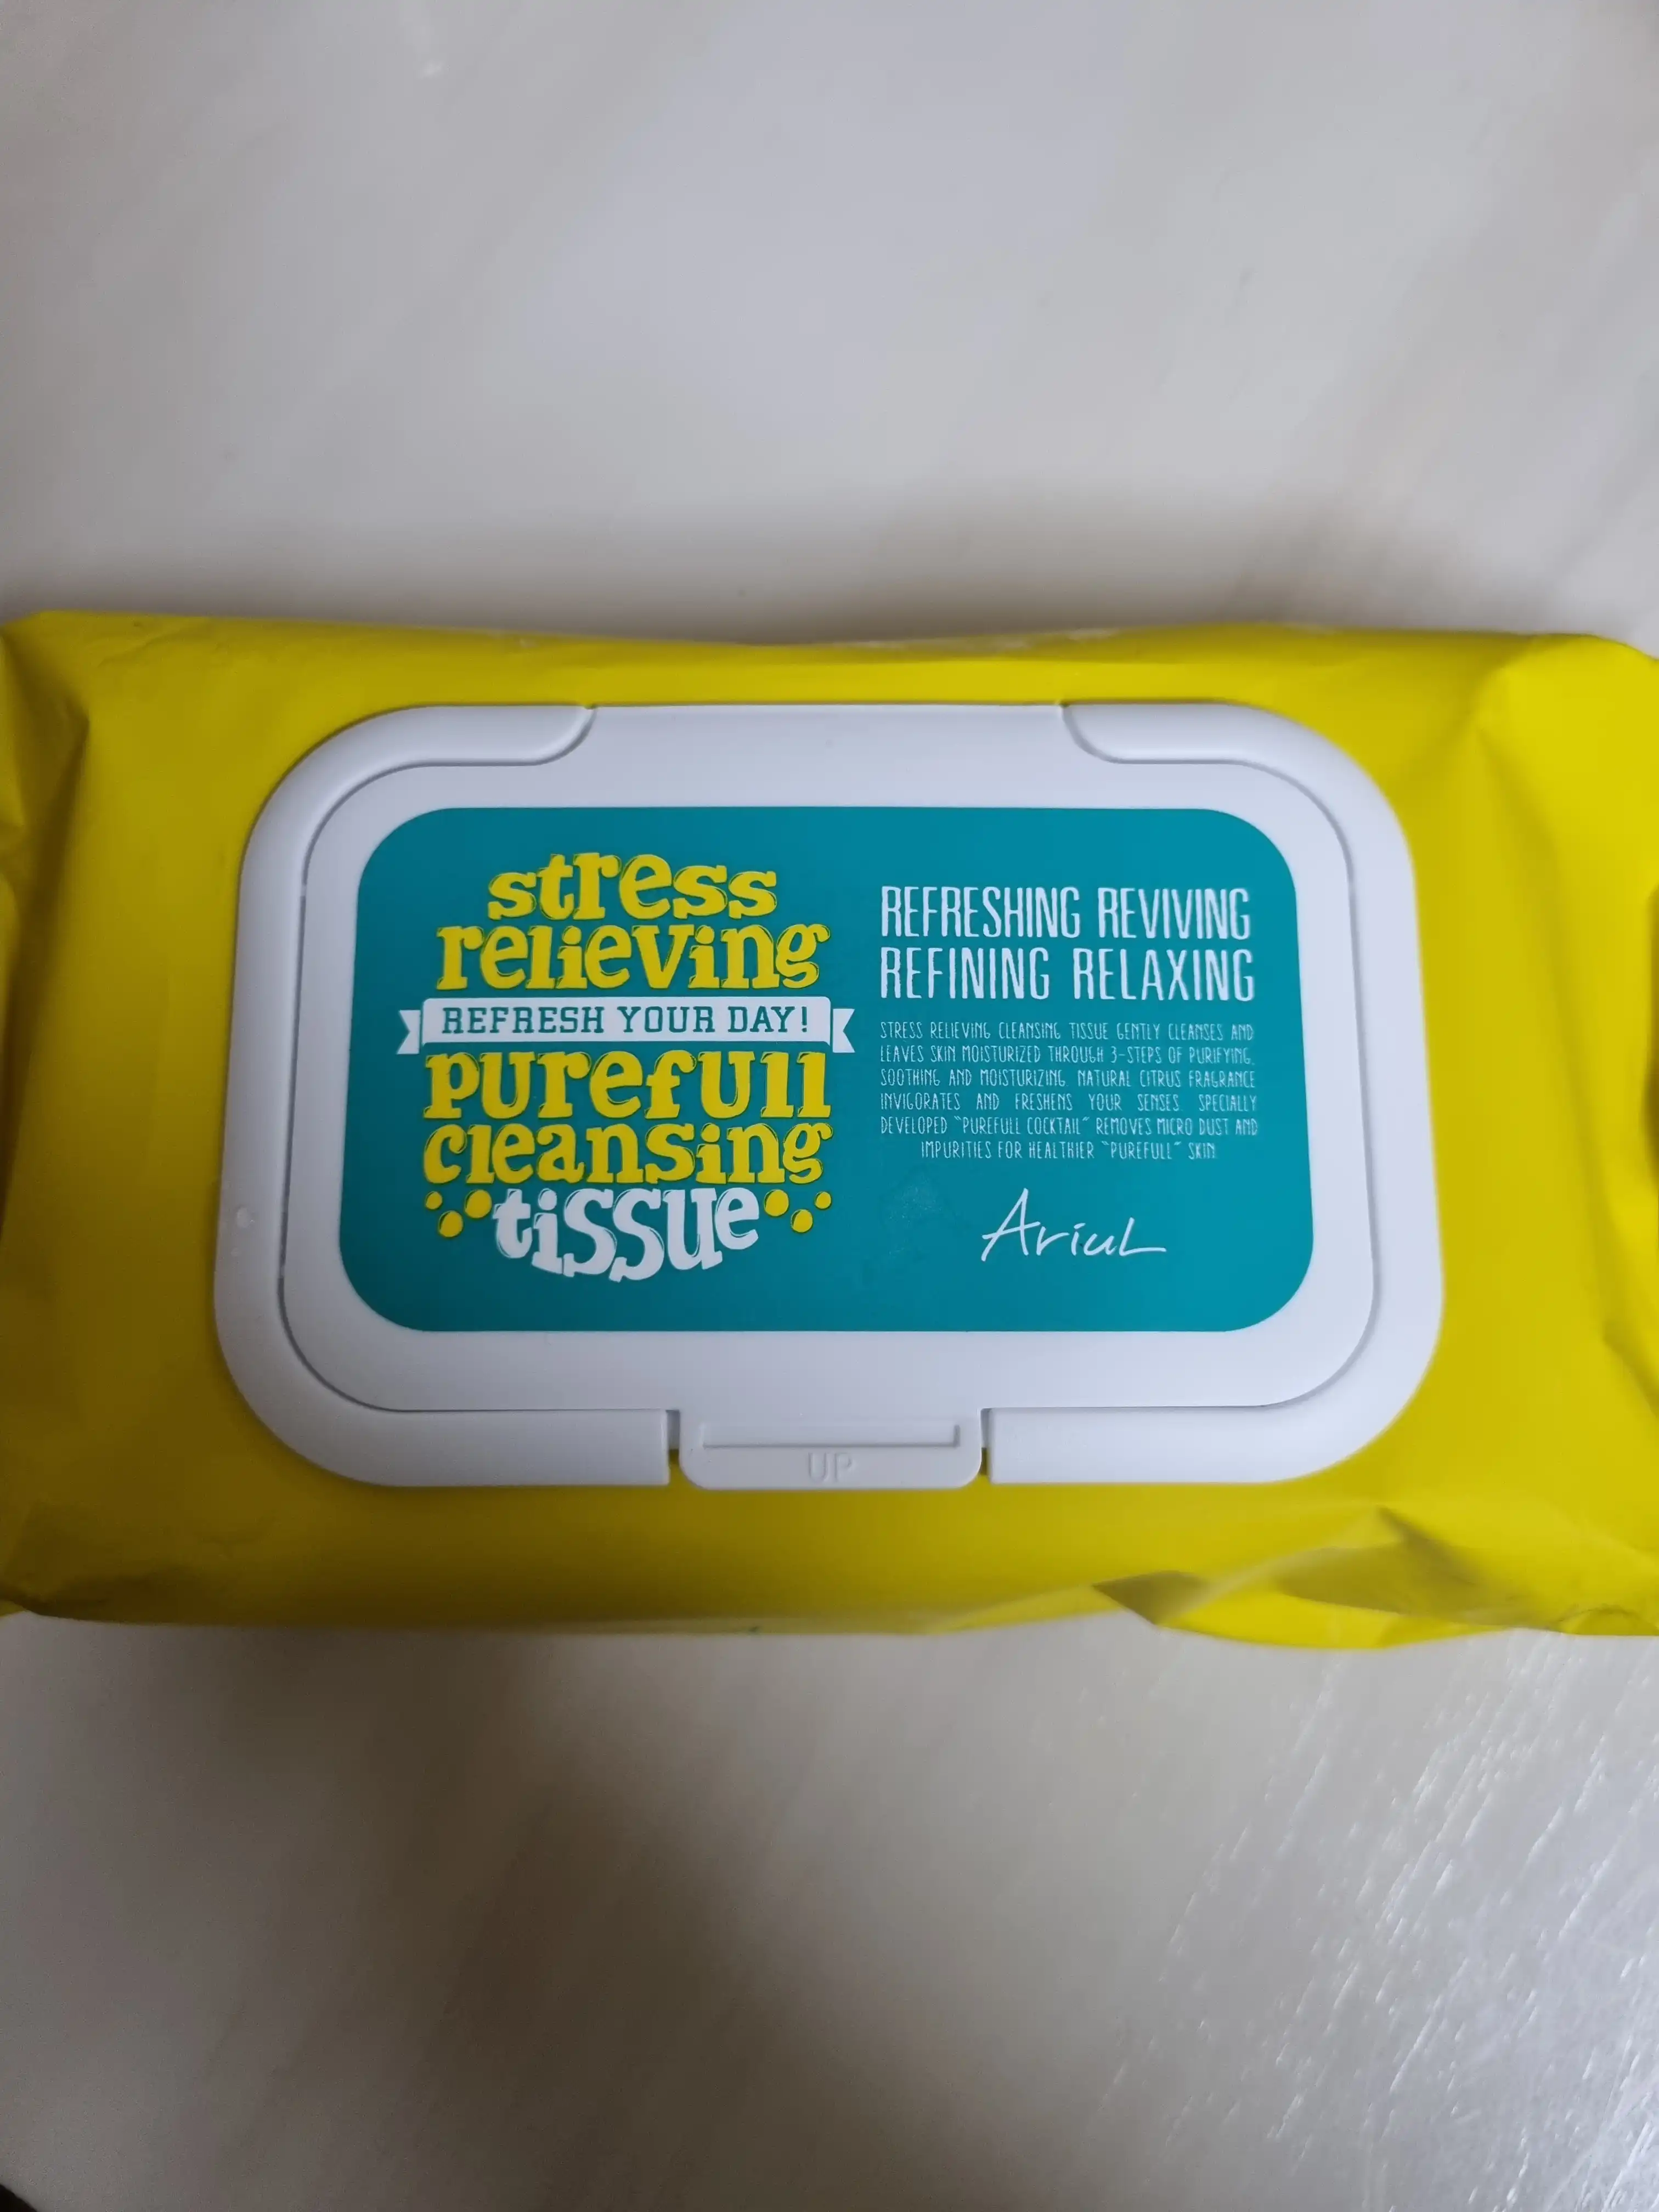 stress
relieving
REFRESH YOUR DAY!
purefull
cleansing
tissue
REFRESHING REVIVING
REFINING RELAXING
STRESS RELIEVING CLEANSING TISSUE GENTLY CLEANSES AND
LEAVES SKIN MOISTURIZED THROUGH 3-STEPS OF PURIFYING,
SOOTHING AND MOISTURIZING. NATURAL CITRUS FRAGRANCE
INVIGORATES AND FRESHENS YOUR SENSES. SPECIALLY
DEVELOPED "PUREFULL COCKTAIL" REMOVES MICRO DUST AND
IMPURITIES FOR HEALTHIER "PUREFULL" SKIN.
Ariul
UP